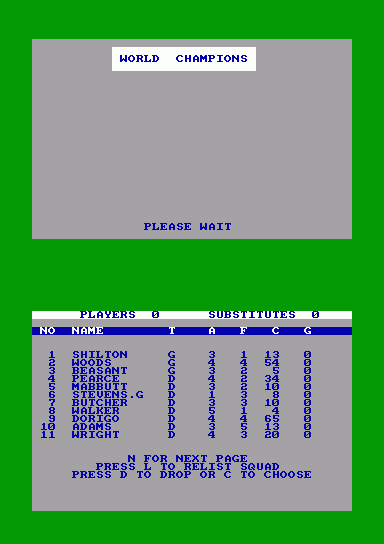 WORLD CHAMPIONS
PLEASE WAIT
PLAYERS 0 SUBSTITUTES 0
NO NAME T A F C G
1 SHILTON G 3 1 13 0
2 WOODS G 4 4 54 0
3 BEASANT G 3 2 5 0
4 PEARCE D 4 2 34 0
5 MABBUTT D 3 2 10 0
6 STEVENS.G D 1 3 8 0
7 BUTCHER D 3 3 10 0
8 WALKER D 5 1 4 0
9 DORIGO D 4 4 65 0
10 ADAMS D 3 5 13 0
11 WRIGHT D 4 3 20 0
N FOR NEXT PAGE
PRESS L TO RELIST SQUAD
PRESS D TO DROP OR C TO CHOOSE